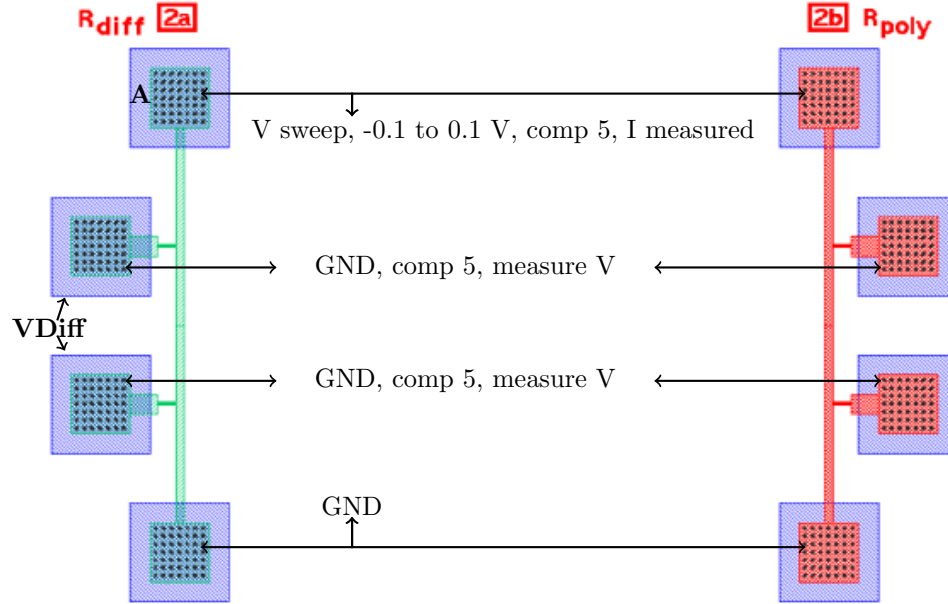 Rdiff 2a
2b Rpoly
A
V sweep, -0.1 to 0.1 V, comp 5, I measured
GND, comp 5, measure V
VDiff
GND, comp 5, measure V
GND